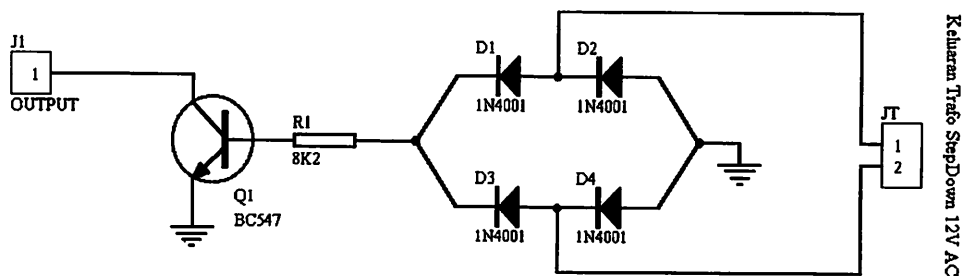 J1
1
OUTPUT
Q1
BC547
R1
8K2
D1
1N4001
D2
1N4001
D3
1N4001
D4
1N4001
JT
1
2
Keluaran Trafo StepDown 12V AC